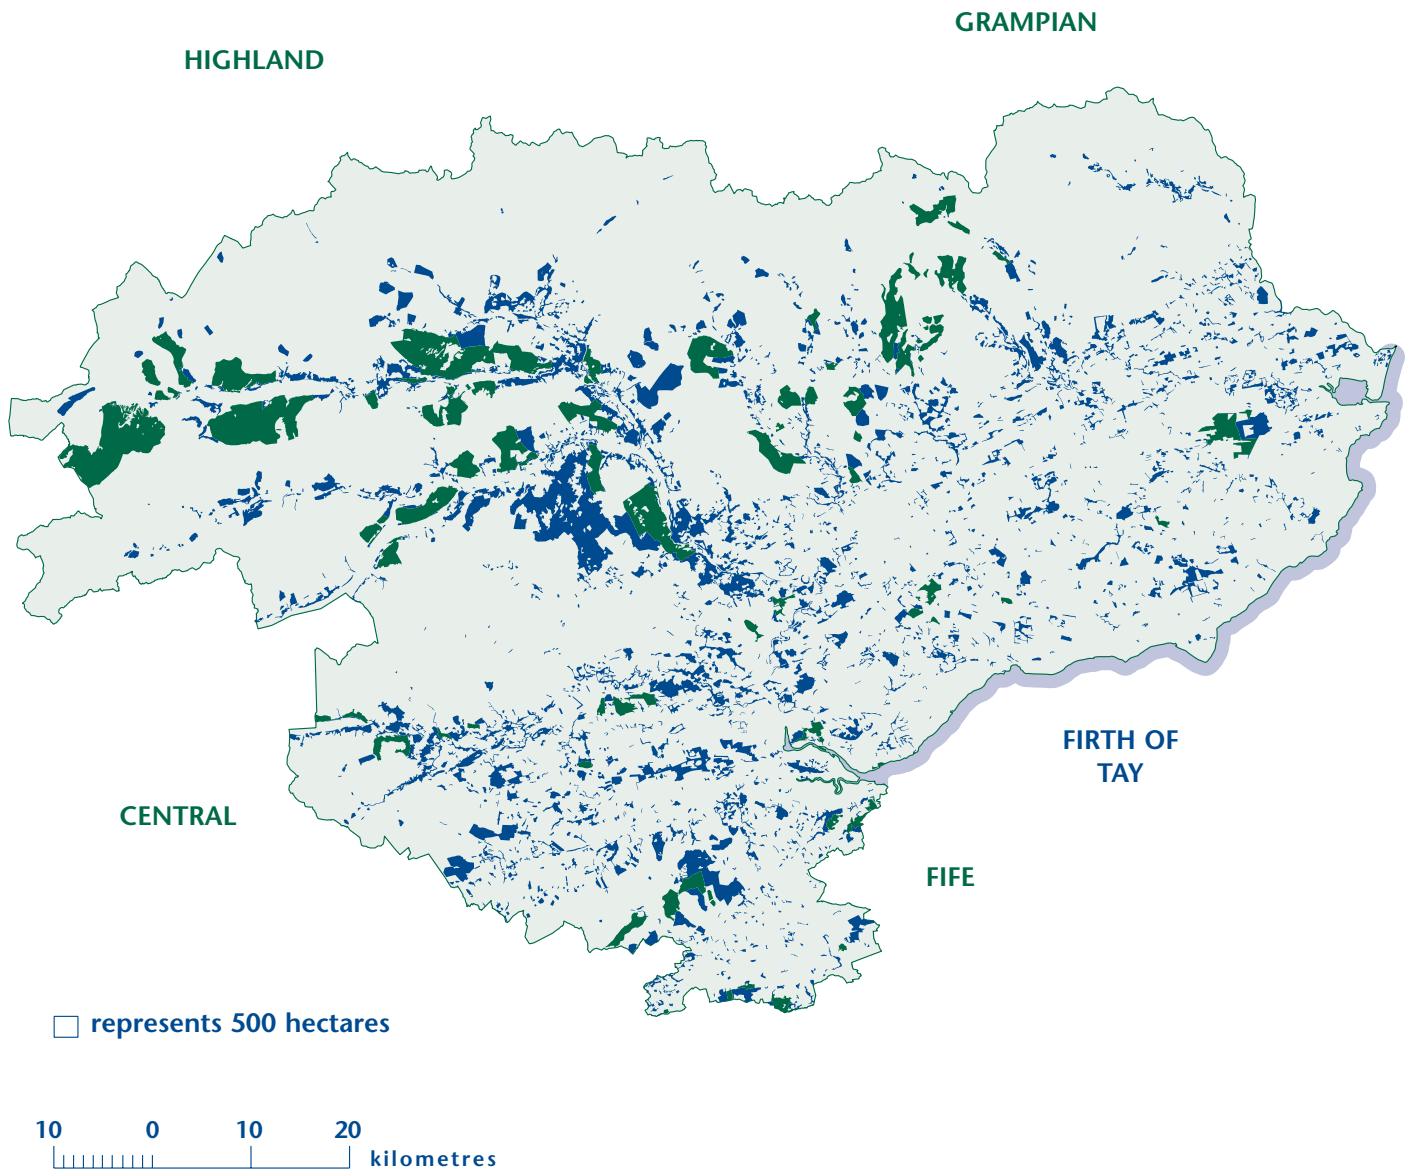 GRAMPIAN
HIGHLAND
FIRTH OF
TAY
CENTRAL
FIFE
represents 500 hectares
10 0 10 20
kilometres